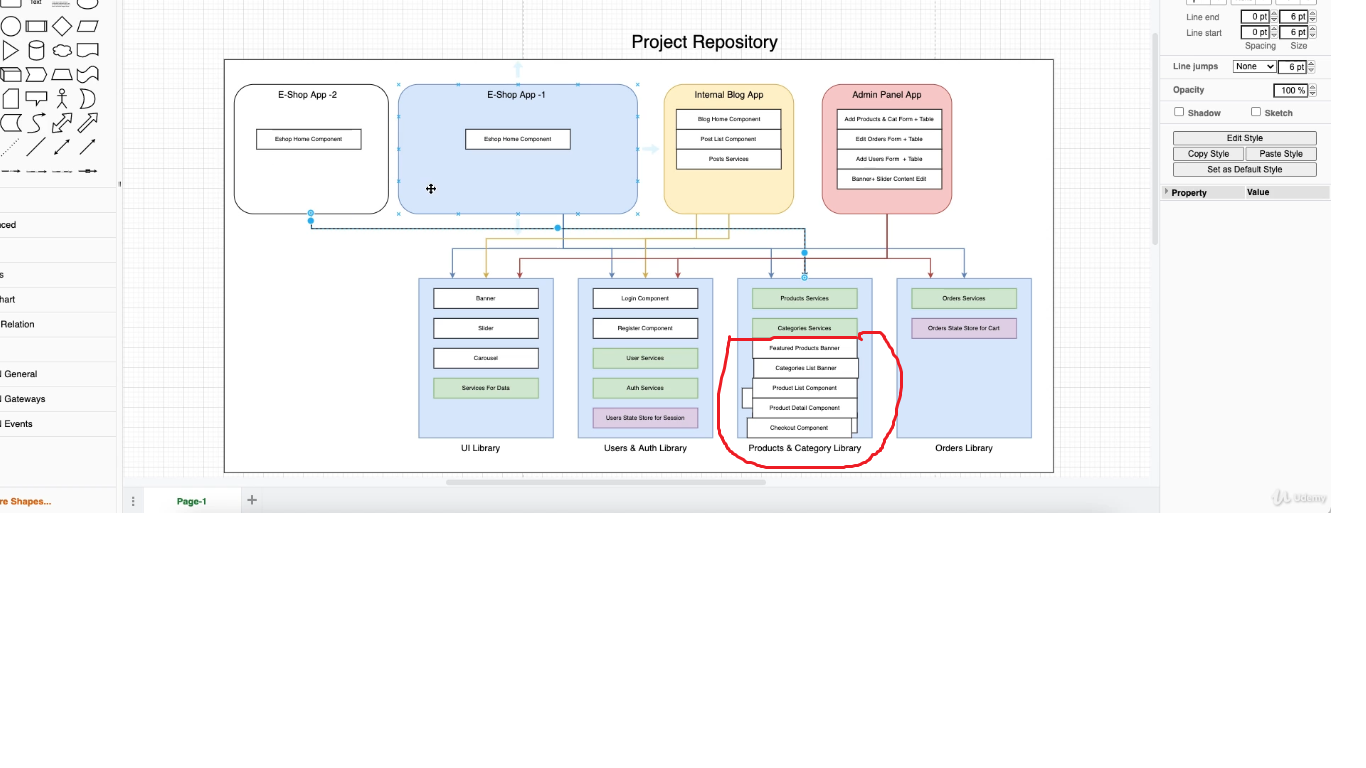 Text
Line end 0 pt 6 pt
Line start 0 pt 6 pt
Spacing Size
Line jumps None 6 pt
Opacity 100 %
Shadow Sketch
Edit Style
Copy Style Paste Style
Set as Default Style
Property Value
Project Repository
E-Shop App -2
Eshop Home Component
E-Shop App -1
Eshop Home Component
Internal Blog App
Blog Home Component
Post List Component
Posts Services
Admin Panel App
Add Products & Cat Form + Table
Edit Orders Form + Table
Add Users Form + Table
Banner+ Slider Content Edit
Banner
Slider
Carousel
Services For Data
UI Library
Login Component
Register Component
User Services
Auth Services
Users State Store for Session
Users & Auth Library
Products Services
Categories Services
Featured Products Banner
Categories List Banner
Product List Component
Product Detail Component
Checkout Component
Products & Category Library
Orders Services
Orders State Store for Cart
Orders Library
ced
s
hart
Relation
General
Gateways
Events
re Shapes...
Page-1
Udemy